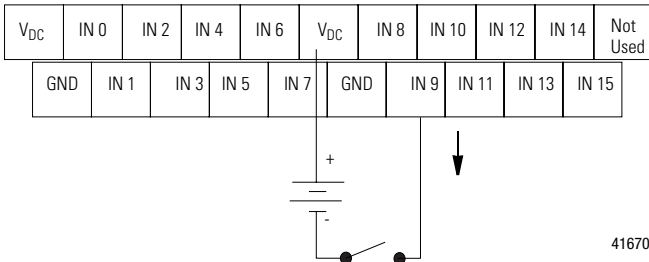 VDC IN 0 IN 2 IN 4 IN 6 VDC IN 8 IN 10 IN 12 IN 14 Not Used
GND IN 1 IN 3 IN 5 IN 7 GND IN 9 IN 11 IN 13 IN 15
+
-
41670